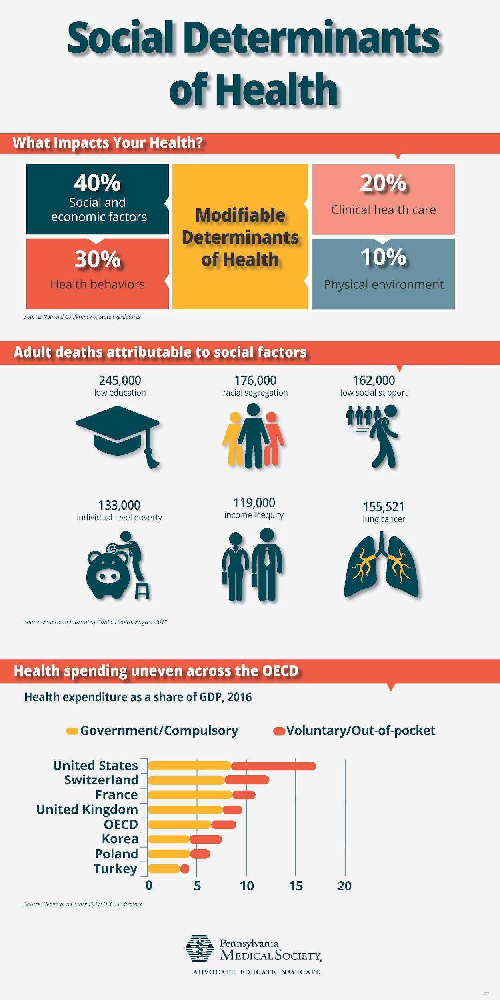 Social Determinants
of Health
What Impacts Your Health?
40%
Social and
economic factors
30%
Health behaviors
Modifiable
Determinants
of Health
20%
Clinical health care
10%
Physical environment
Source: National Conference of State Legislatures
Adult deaths attributable to social factors
245,000
low education
176,000
racial segregation
162,000
low social support
133,000
individual-level poverty
$
119,000
income inequity
155,521
lung cancer
Source: American Journal of Public Health, August 2011
Health spending uneven across the OECD
Health expenditure as a share of GDP, 2016
Government/Compulsory
Voluntary/Out-of-pocket
United States
Switzerland
France
United Kingdom
OECD
Korea
Poland
Turkey
0 5 10 15 20
Source: Health at a Glance 2017: OECD Indicators
Pennsylvania
MEDICAL SOCIETY®
ADVOCATE. EDUCATE. NAVIGATE.
19/775